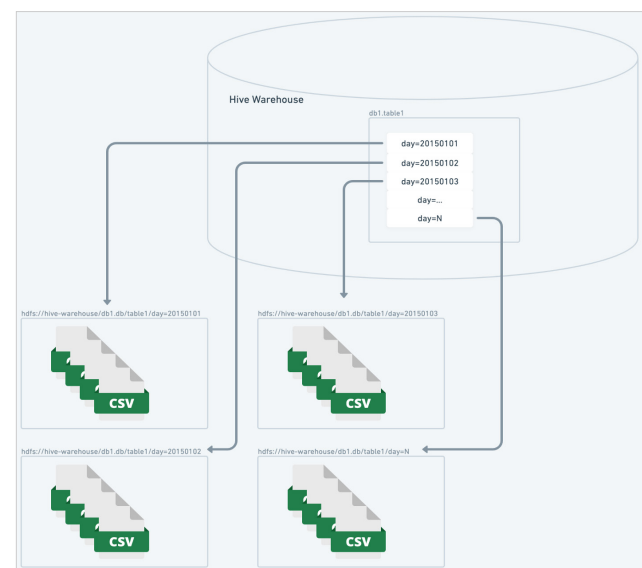 Hive Warehouse
db1.table1
day=20150101
day=20150102
day=20150103
day=...
day=N
hdfs://hive-warehouse/db1.db/table1/day=20150101
hdfs://hive-warehouse/db1.db/table1/day=20150103
CSV
CSV
hdfs://hive-warehouse/db1.db/table1/day=20150102
hdfs://hive-warehouse/db1.db/table1/day=N
CSV
CSV